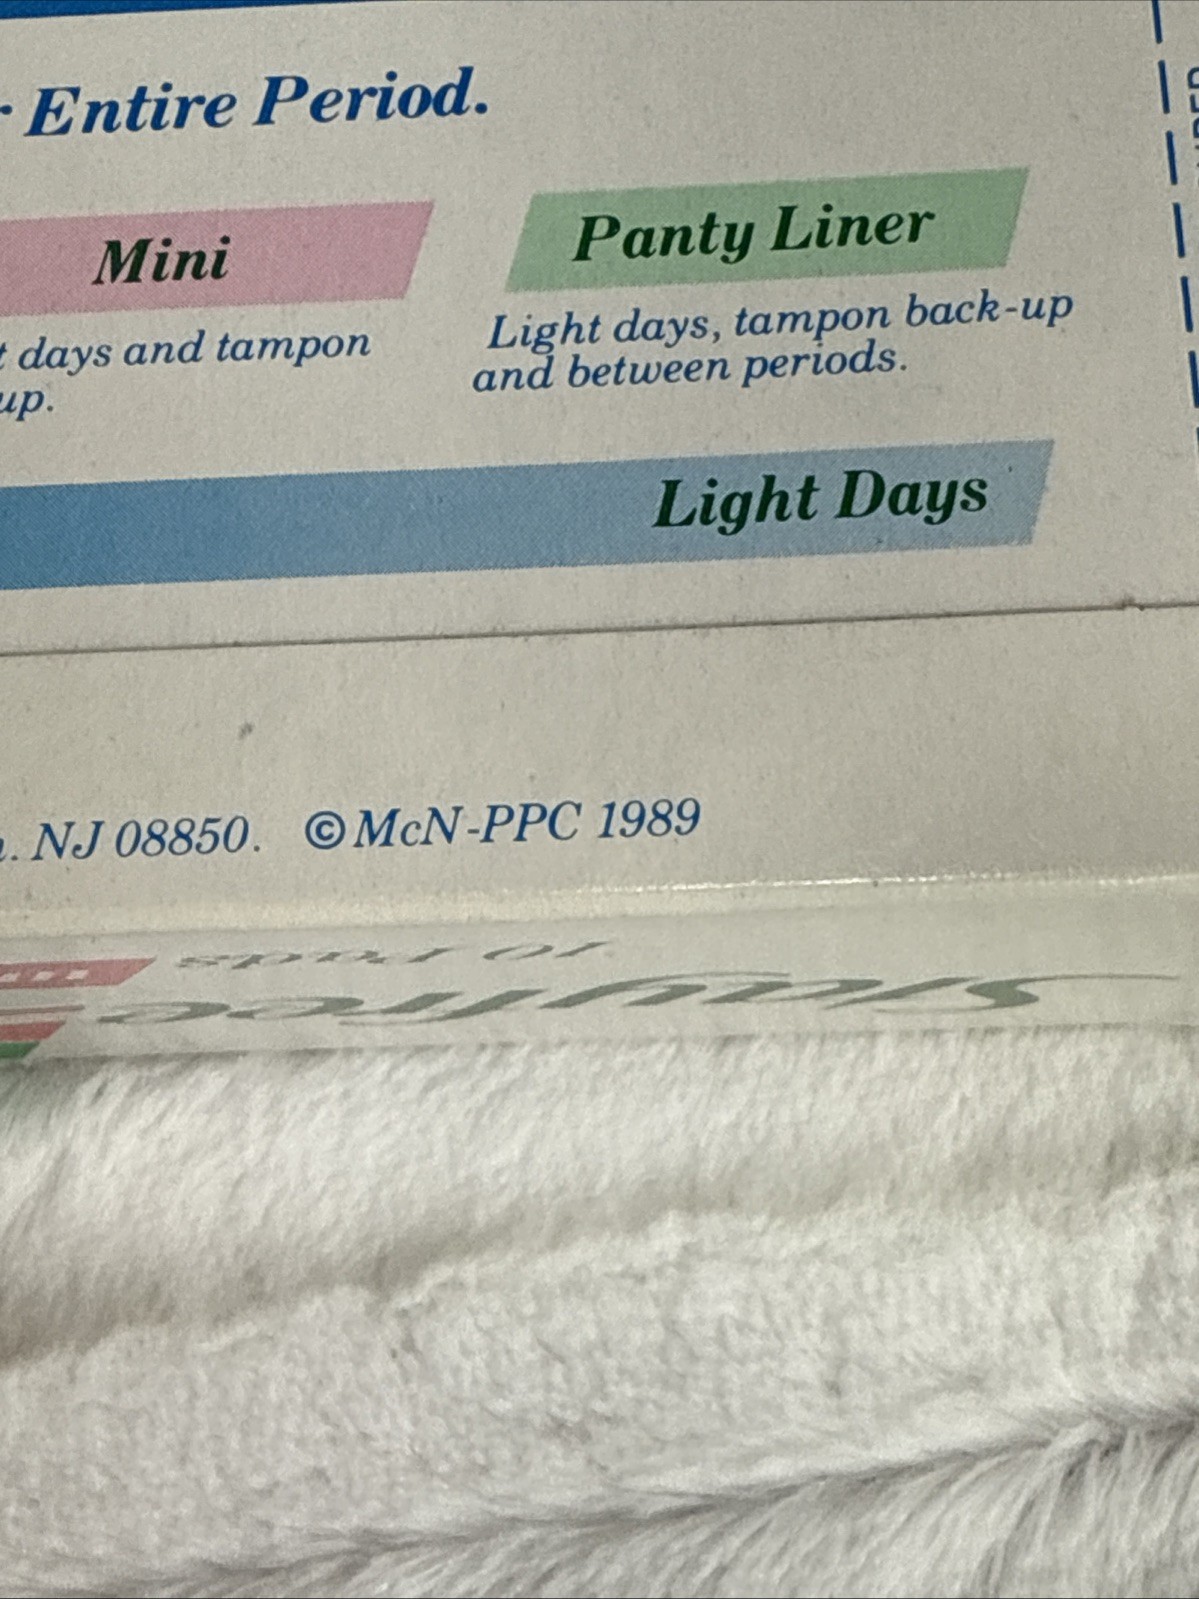 Entire Period.
Mini
Panty Liner
days and tampon
up.
Light days, tampon back-up
and between periods.
Light Days
NJ 08850. ©McN-PPC 1989
10 Pads
Stayfree